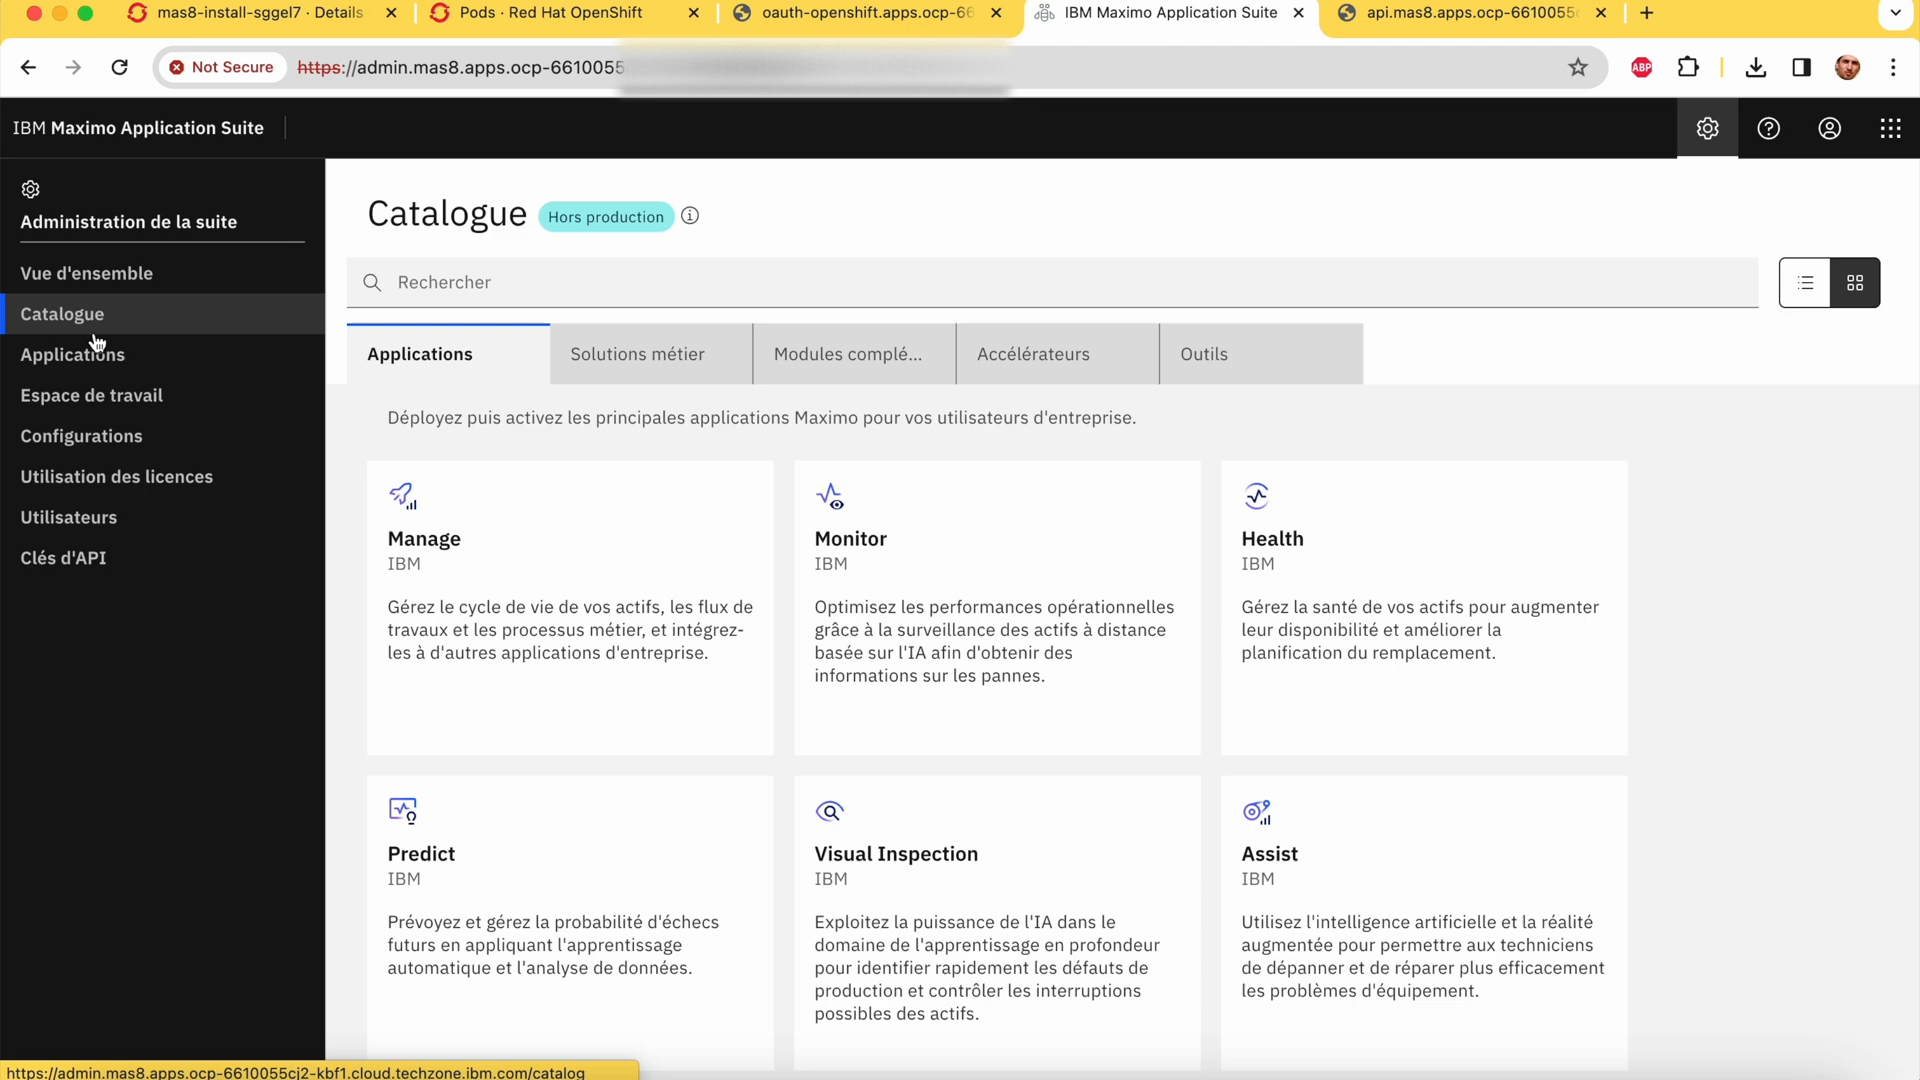 mas8-install-sggel7 · Details
Pods · Red Hat OpenShift
oauth-openshift.apps.ocp-66
IBM Maximo Application Suite
api.mas8.apps.ocp-6610055
Not Secure
https://admin.mas8.apps.ocp-6610055
ABP
IBM Maximo Application Suite
Administration de la suite
Vue d'ensemble
Catalogue
Applications
Espace de travail
Configurations
Utilisation des licences
Utilisateurs
Clés d'API
Catalogue
Hors production
Rechercher
Applications
Solutions métier
Modules complé...
Accélérateurs
Outils
Déployez puis activez les principales applications Maximo pour vos utilisateurs d'entreprise.
Manage
IBM
Gérez le cycle de vie de vos actifs, les flux de
travaux et les processus métier, et intégrez-
les à d'autres applications d'entreprise.
Monitor
IBM
Optimisez les performances opérationnelles
grâce à la surveillance des actifs à distance
basée sur l'IA afin d'obtenir des
informations sur les pannes.
Health
IBM
Gérez la santé de vos actifs pour augmenter
leur disponibilité et améliorer la
planification du remplacement.
Predict
IBM
Prévoyez et gérez la probabilité d'échecs
futurs en appliquant l'apprentissage
automatique et l'analyse de données.
Visual Inspection
IBM
Exploitez la puissance de l'IA dans le
domaine de l'apprentissage en profondeur
pour identifier rapidement les défauts de
production et contrôler les interruptions
possibles des actifs.
Assist
IBM
Utilisez l'intelligence artificielle et la réalité
augmentée pour permettre aux techniciens
de dépanner et de réparer plus efficacement
les problèmes d'équipement.
https://admin.mas8.apps.ocp-6610055cj2-kbf1.cloud.techzone.ibm.com/catalog